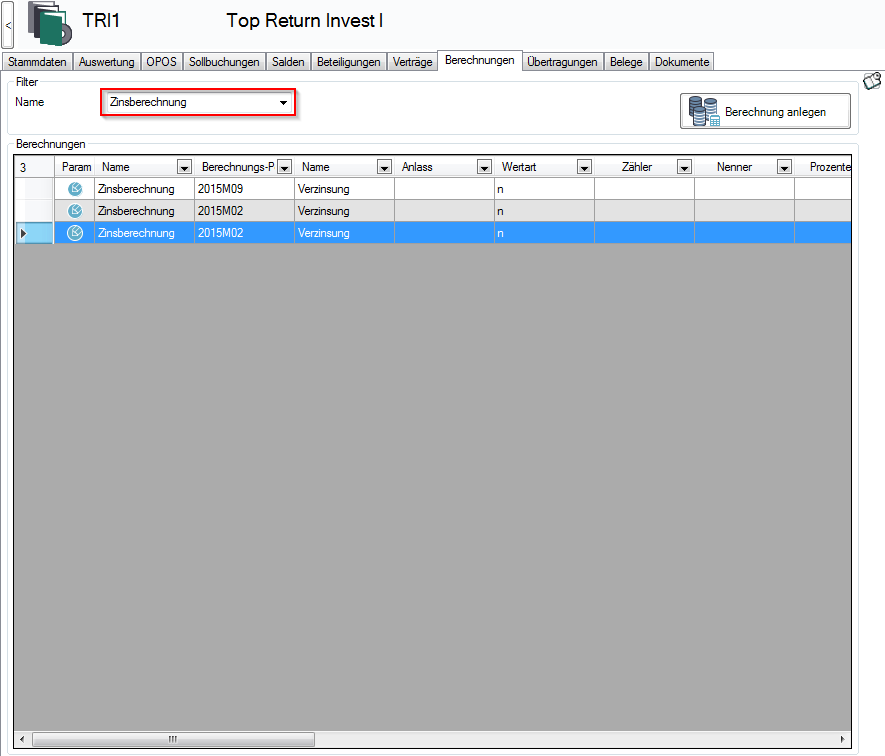 TRI1 Top Return Invest I
<
Stammdaten Auswertung OPOS Sollbuchungen Salden Beteiligungen Verträge Berechnungen Übertragungen Belege Dokumente
Filter
Name Zinsberechnung Berechnung anlegen
Berechnungen
3 Param Name Berechnungs-P Name Anlass Wertart Zähler Nenner Prozente
Zinsberechnung 2015M09 Verzinsung n
Zinsberechnung 2015M02 Verzinsung n
Zinsberechnung 2015M02 Verzinsung n